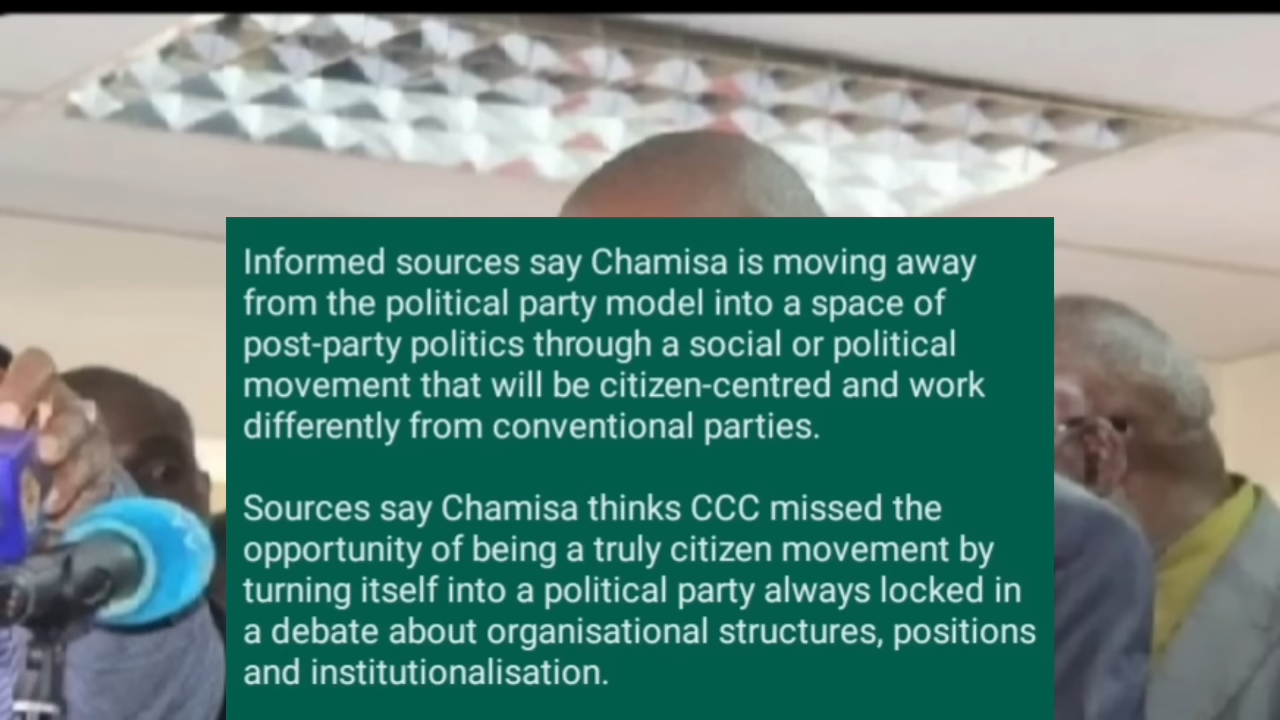 Informed sources say Chamisa is moving away
from the political party model into a space of
post-party politics through a social or political
movement that will be citizen-centred and work
differently from conventional parties.
Sources say Chamisa thinks CCC missed the
opportunity of being a truly citizen movement by
turning itself into a political party always locked in
a debate about organisational structures, positions
and institutionalisation.